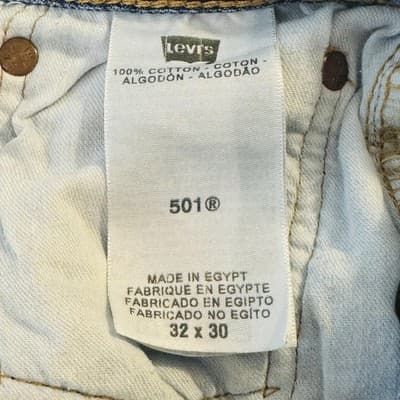 Levi's
100% COTTON - COTON -
ALGODÓN - ALGODÃO
501®
MADE IN EGYPT
FABRIQUE EN EGYPTE
FABRICADO EN EGIPTO
FABRICADO NO EGÍTO
32 x 30